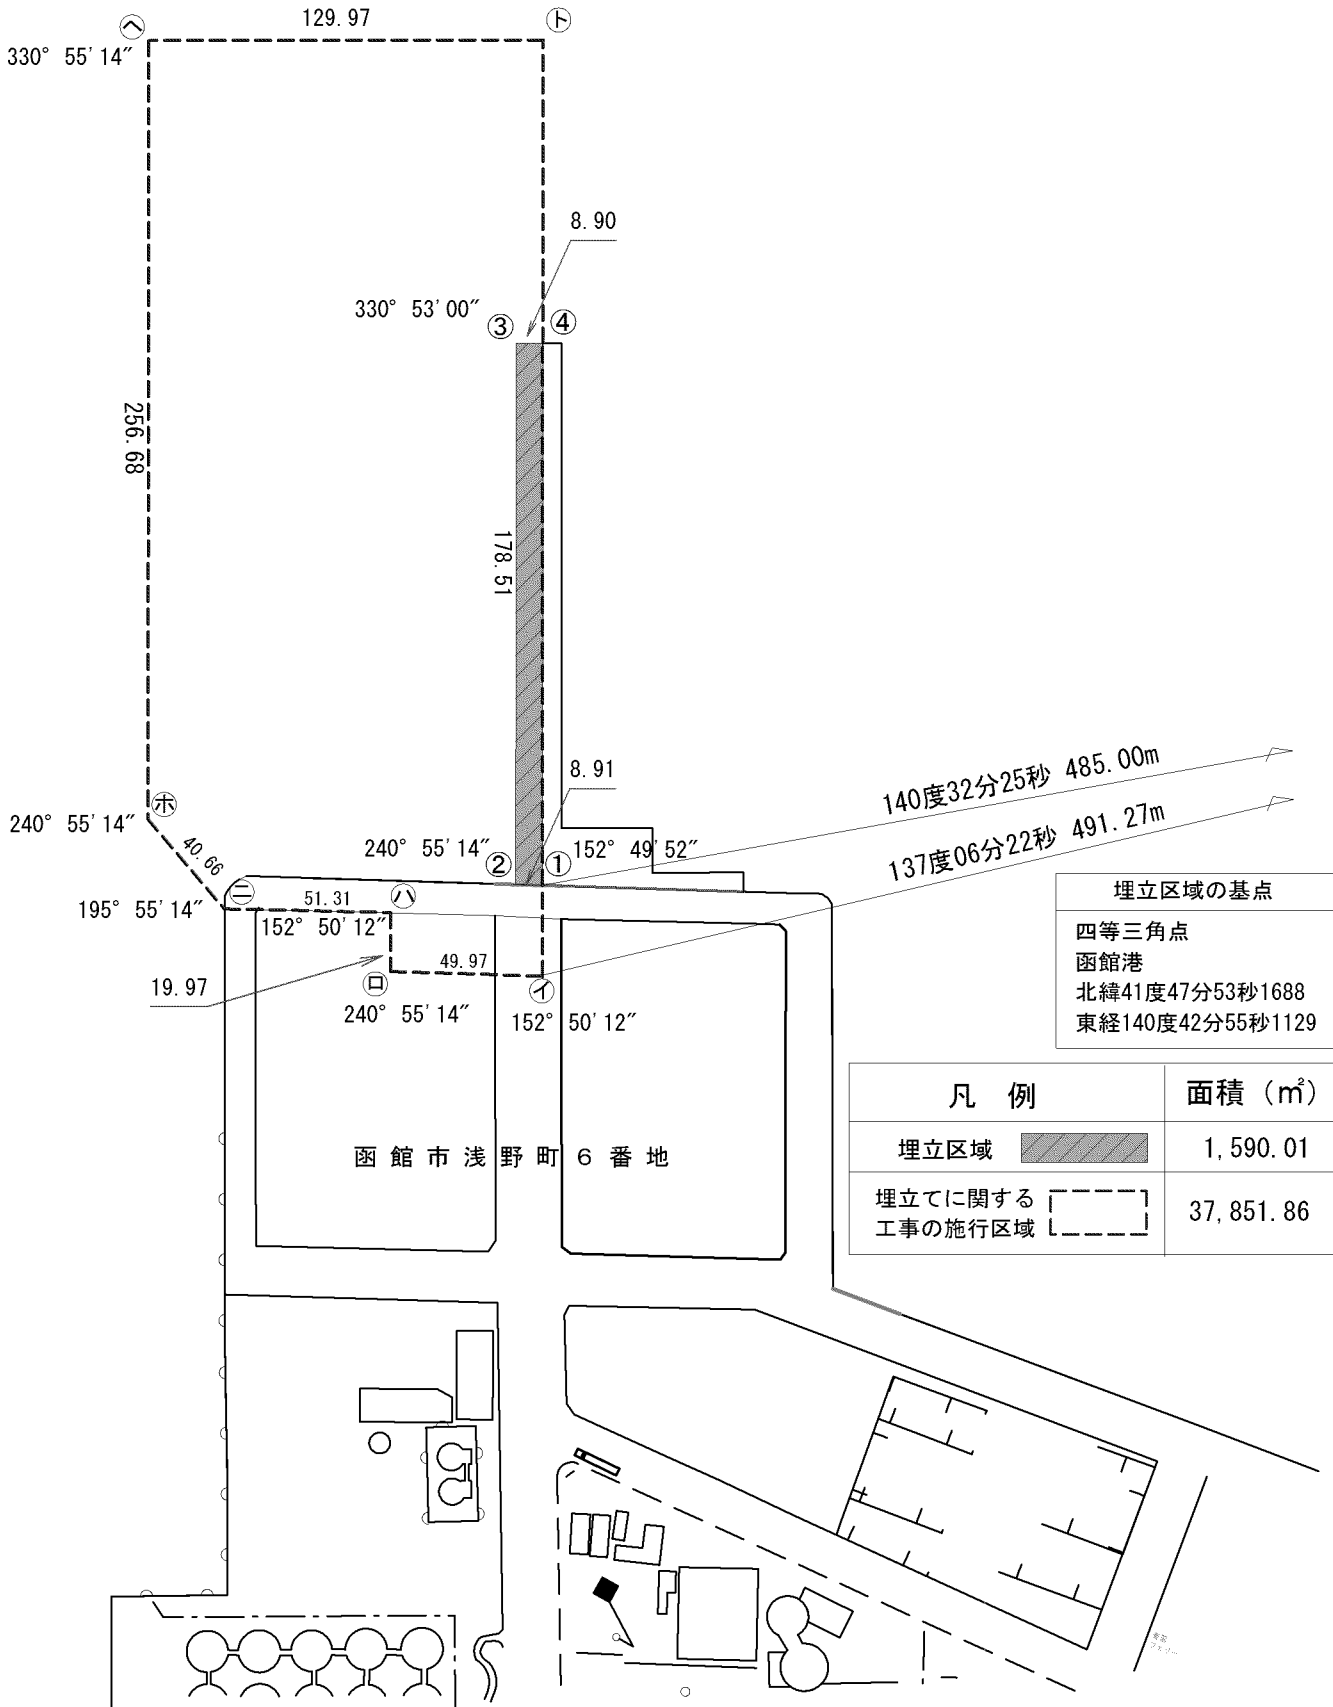 ㋬
129.97
㋣
330° 55′14″
8.90
330° 53′00″
③
④
256.68
178.51
8.91
140度32分25秒 485.00m
㋭
240° 55′14″
137度06分22秒 491.27m
40.66
240° 55′14″
②
①
152° 49′52″
㋥
51.31
㋩
195° 55′14″
152° 50′12″
49.97
19.97
㋺
㋑
240° 55′14″
152° 50′12″
埋立区域の基点
四等三角点
函館港
北緯41度47分53秒1688
東経140度42分55秒1129
凡 例 面積(㎡)
埋立区域 1,590.01
埋立てに関する
工事の施行区域 37,851.86
函館市浅野町6番地